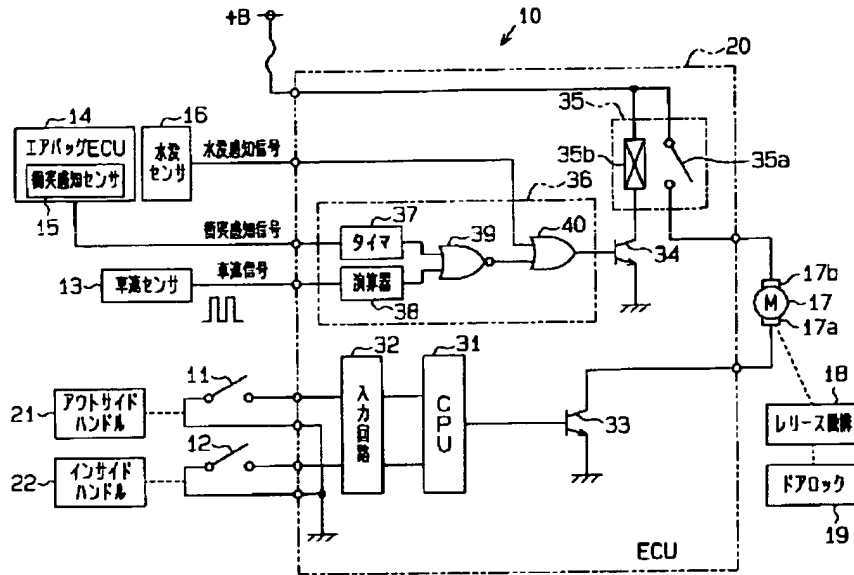 +B
10
20
14
16
エアバッグECU
衝突感知センサ
15
水没
センサ
水没感知信号
35
35b
35a
36
衝突感知信号
37
タイマ
39
40
34
13
車速センサ
車速信号
演算器
38
17b
M
17
17a
32
31
11
21
アウトサイド
ハンドル
入力回路
CPU
33
18
レリース機構
12
22
インサイド
ハンドル
ドアロック
19
ECU